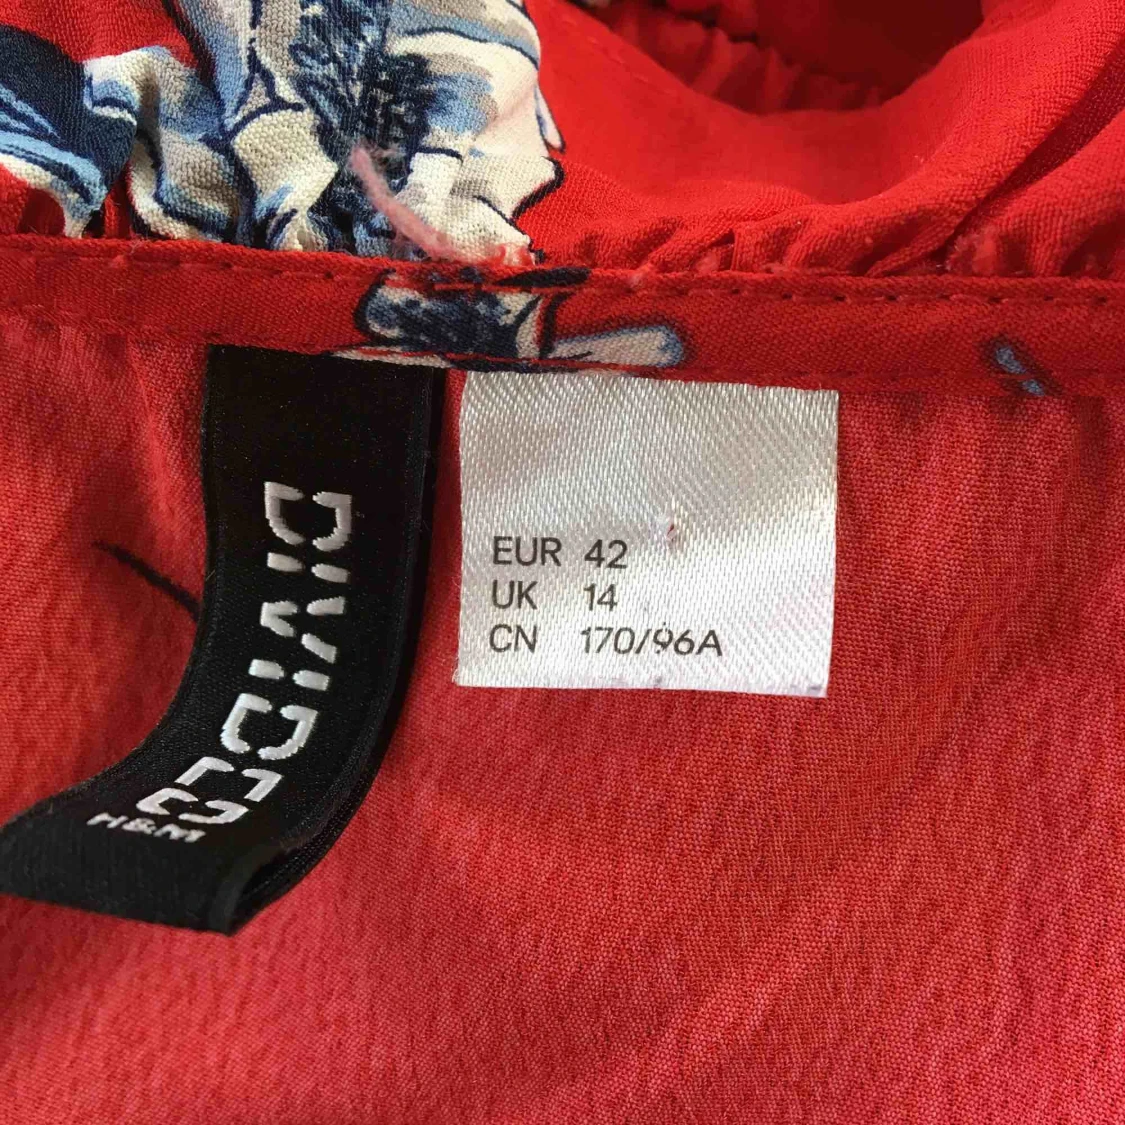 DIVIDED
H&M
EUR 42
UK 14
CN 170/96A